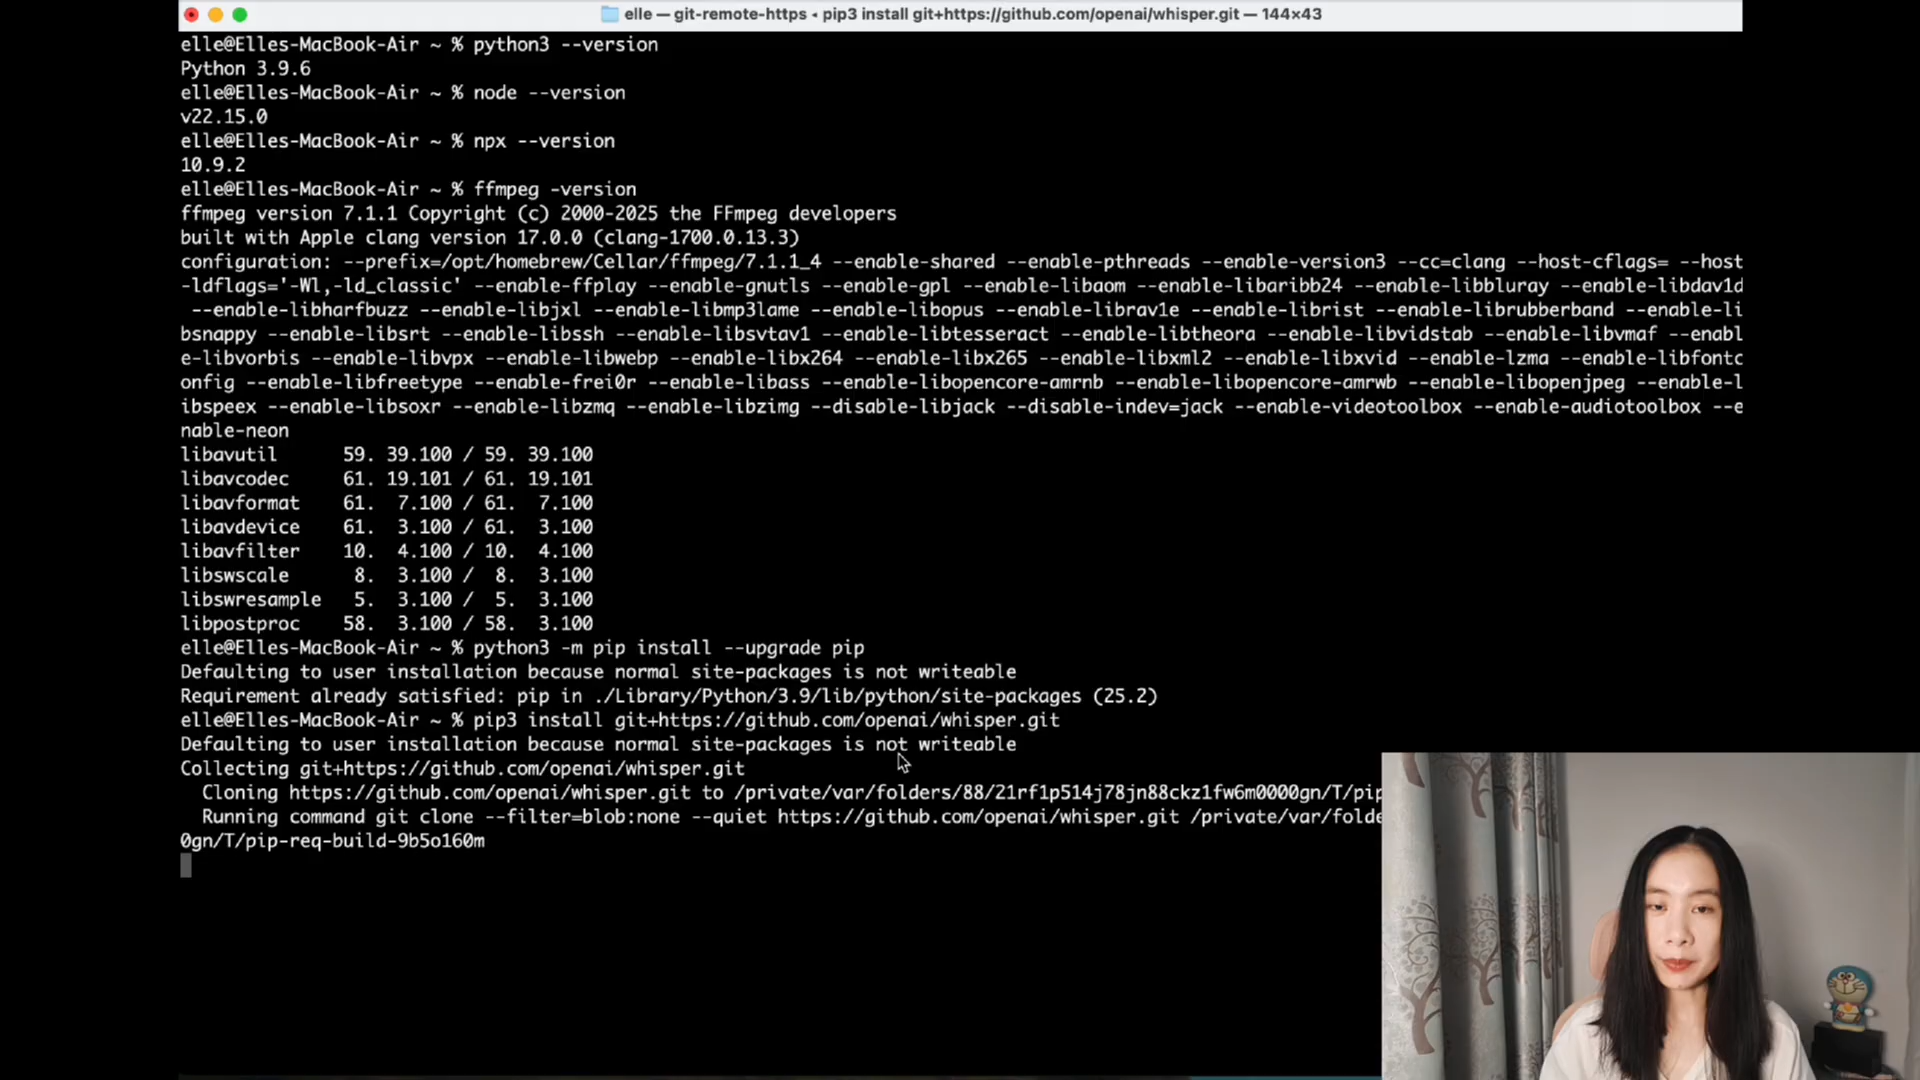 elle — git-remote-https ◂ pip3 install git+https://github.com/openai/whisper.git — 144×43
elle@Elles-MacBook-Air ~ % python3 --version
Python 3.9.6
elle@Elles-MacBook-Air ~ % node --version
v22.15.0
elle@Elles-MacBook-Air ~ % npx --version
10.9.2
elle@Elles-MacBook-Air ~ % ffmpeg -version
ffmpeg version 7.1.1 Copyright (c) 2000-2025 the FFmpeg developers
built with Apple clang version 17.0.0 (clang-1700.0.13.3)
configuration: --prefix=/opt/homebrew/Cellar/ffmpeg/7.1.1_4 --enable-shared --enable-pthreads --enable-version3 --cc=clang --host-cflags= --host
-ldflags='-Wl,-ld_classic' --enable-ffplay --enable-gnutls --enable-gpl --enable-libaom --enable-libaribb24 --enable-libbluray --enable-libdav1d
--enable-libharfbuzz --enable-libjxl --enable-libmp3lame --enable-libopus --enable-librav1e --enable-librist --enable-librubberband --enable-li
bsnappy --enable-libsrt --enable-libssh --enable-libsvtav1 --enable-libtesseract --enable-libtheora --enable-libvidstab --enable-libvmaf --enabl
e-libvorbis --enable-libvpx --enable-libwebp --enable-libx264 --enable-libx265 --enable-libxml2 --enable-libxvid --enable-lzma --enable-libfontc
onfig --enable-libfreetype --enable-frei0r --enable-libass --enable-libopencore-amrnb --enable-libopencore-amrwb --enable-libopenjpeg --enable-l
ibspeex --enable-libsoxr --enable-libzmq --enable-libzimg --disable-libjack --disable-indev=jack --enable-videotoolbox --enable-audiotoolbox --e
nable-neon
libavutil      59. 39.100 / 59. 39.100
libavcodec     61. 19.101 / 61. 19.101
libavformat    61.  7.100 / 61.  7.100
libavdevice    61.  3.100 / 61.  3.100
libavfilter    10.  4.100 / 10.  4.100
libswscale      8.  3.100 /  8.  3.100
libswresample   5.  3.100 /  5.  3.100
libpostproc    58.  3.100 / 58.  3.100
elle@Elles-MacBook-Air ~ % python3 -m pip install --upgrade pip
Defaulting to user installation because normal site-packages is not writeable
Requirement already satisfied: pip in ./Library/Python/3.9/lib/python/site-packages (25.2)
elle@Elles-MacBook-Air ~ % pip3 install git+https://github.com/openai/whisper.git
Defaulting to user installation because normal site-packages is not writeable
Collecting git+https://github.com/openai/whisper.git
Cloning https://github.com/openai/whisper.git to /private/var/folders/88/21rf1p514j78jn88ckz1fw6m0000gn/T/pip
Running command git clone --filter=blob:none --quiet https://github.com/openai/whisper.git /private/var/folde
0gn/T/pip-req-build-9b5o160m